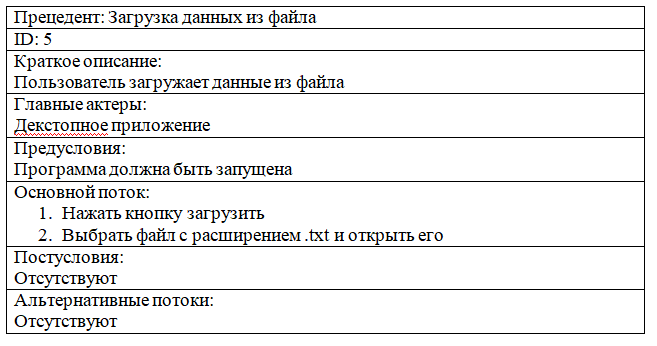 Прецедент: Загрузка данных из файла
ID: 5
Краткое описание:
Пользователь загружает данные из файла
Главные актеры:
Декстопное приложение
Предусловия:
Программа должна быть запущена
Основной поток:
1. Нажать кнопку загрузить
2. Выбрать файл с расширением .txt и открыть его
Постусловия:
Отсутствуют
Альтернативные потоки:
Отсутствуют